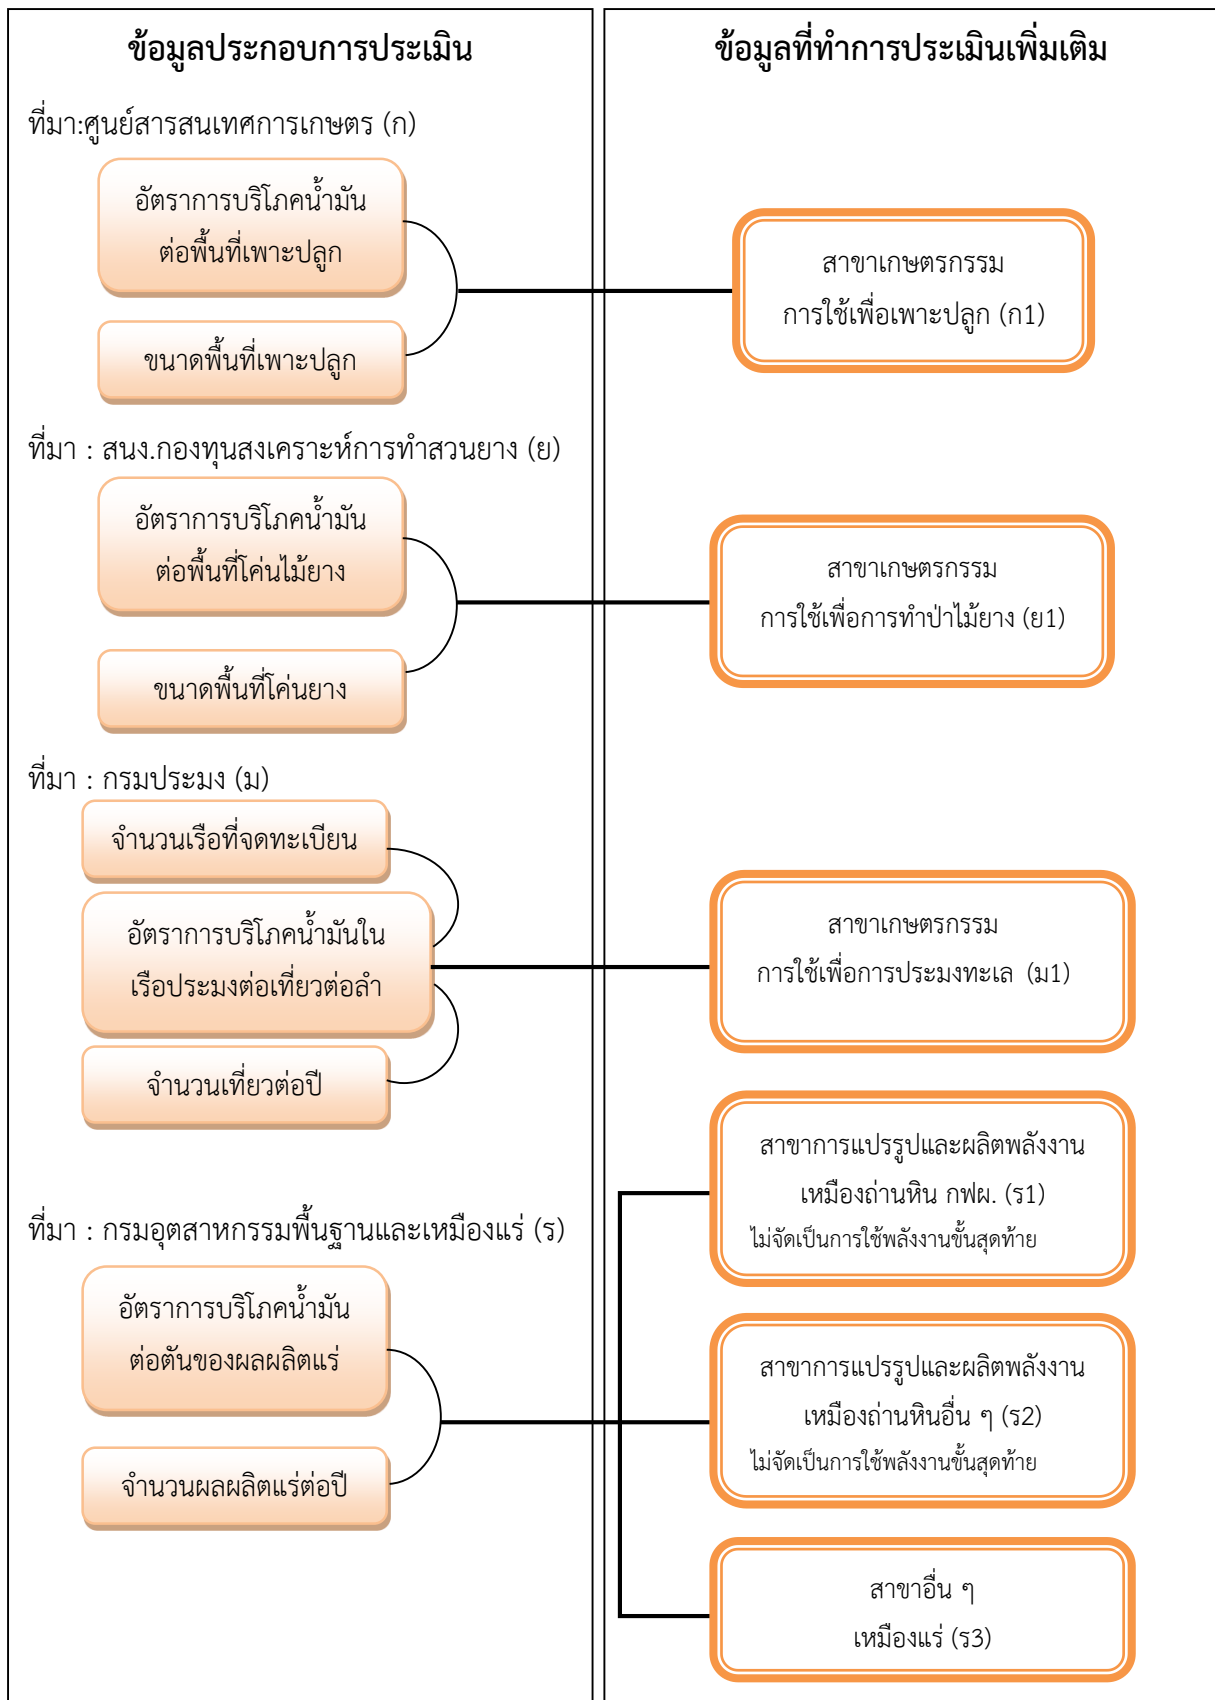 ข้อมูลประกอบการประเมิน
ที่มา:ศูนย์สารสนเทศการเกษตร (ก)
อัตราการบริโภคน้ำมัน
ต่อพื้นที่เพาะปลูก
ขนาดพื้นที่เพาะปลูก
ที่มา : สนง.กองทุนสงเคราะห์การทำสวนยาง (ย)
อัตราการบริโภคน้ำมัน
ต่อพื้นที่โค่นไม้ยาง
ขนาดพื้นที่โค่นยาง
ที่มา : กรมประมง (ม)
จำนวนเรือที่จดทะเบียน
อัตราการบริโภคน้ำมันใน
เรือประมงต่อเที่ยวต่อลำ
จำนวนเที่ยวต่อปี
ที่มา : กรมอุตสาหกรรมพื้นฐานและเหมืองแร่ (ร)
อัตราการบริโภคน้ำมัน
ต่อตันของผลผลิตแร่
จำนวนผลผลิตแร่ต่อปี
ข้อมูลที่ทำการประเมินเพิ่มเติม
สาขาเกษตรกรรม
การใช้เพื่อเพาะปลูก (ก1)
สาขาเกษตรกรรม
การใช้เพื่อการทำป่าไม้ยาง (ย1)
สาขาเกษตรกรรม
การใช้เพื่อการประมงทะเล (ม1)
สาขาการแปรรูปและผลิตพลังงาน
เหมืองถ่านหิน กฟผ. (ร1)
ไม่จัดเป็นการใช้พลังงานขั้นสุดท้าย
สาขาการแปรรูปและผลิตพลังงาน
เหมืองถ่านหินอื่น ๆ (ร2)
ไม่จัดเป็นการใช้พลังงานขั้นสุดท้าย
สาขาอื่น ๆ
เหมืองแร่ (ร3)